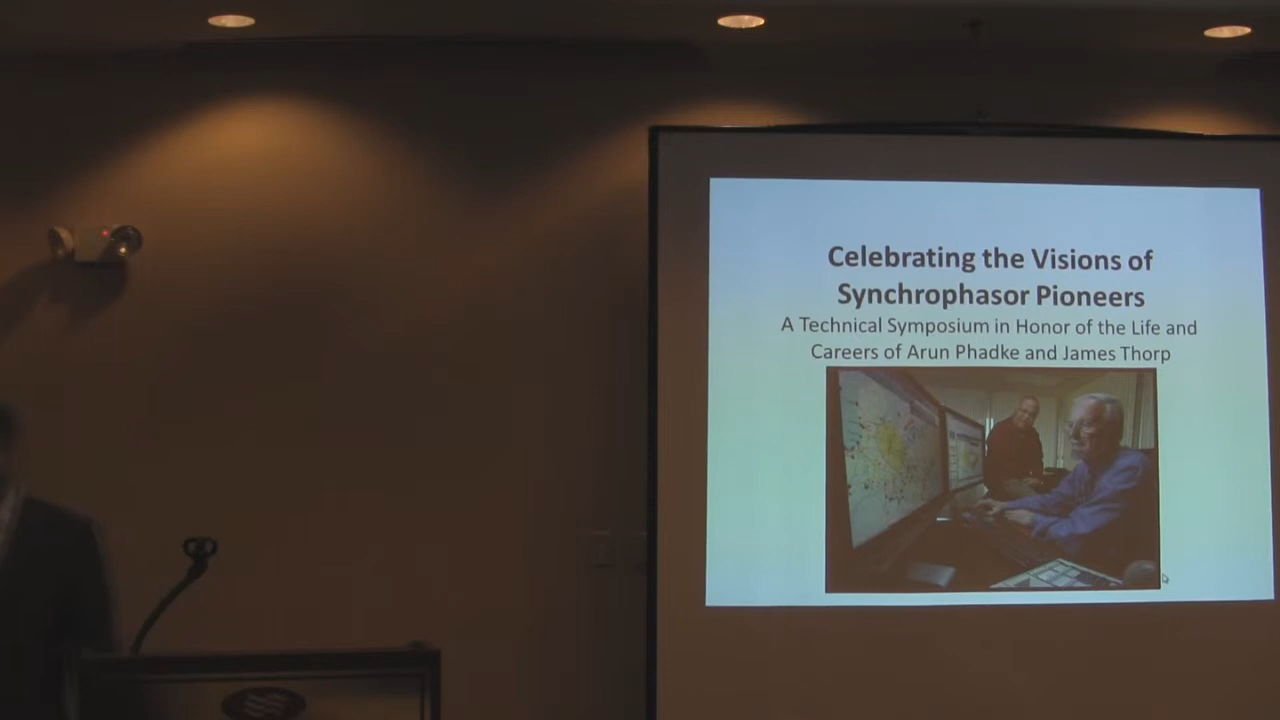 Celebrating the Visions of
Synchrophasor Pioneers
A Technical Symposium in Honor of the Life and
Careers of Arun Phadke and James Thorp